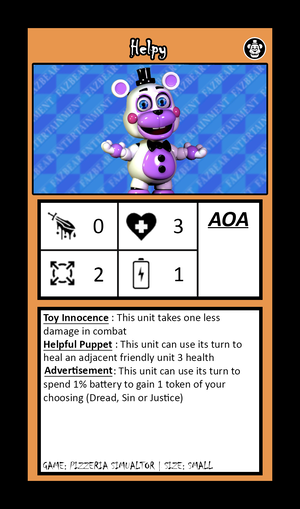 Helpy
0
3
AOA
2
1
Toy Innocence : This unit takes one less
damage in combat
Helpful Puppet : This unit can use its turn to
heal an adjacent friendly unit 3 health
Advertisement: This unit can use its turn to
spend 1% battery to gain 1 token of your
choosing (Dread, Sin or Justice)
GAME: PIZZERIA SIMUALTOR | SIZE: SMALL